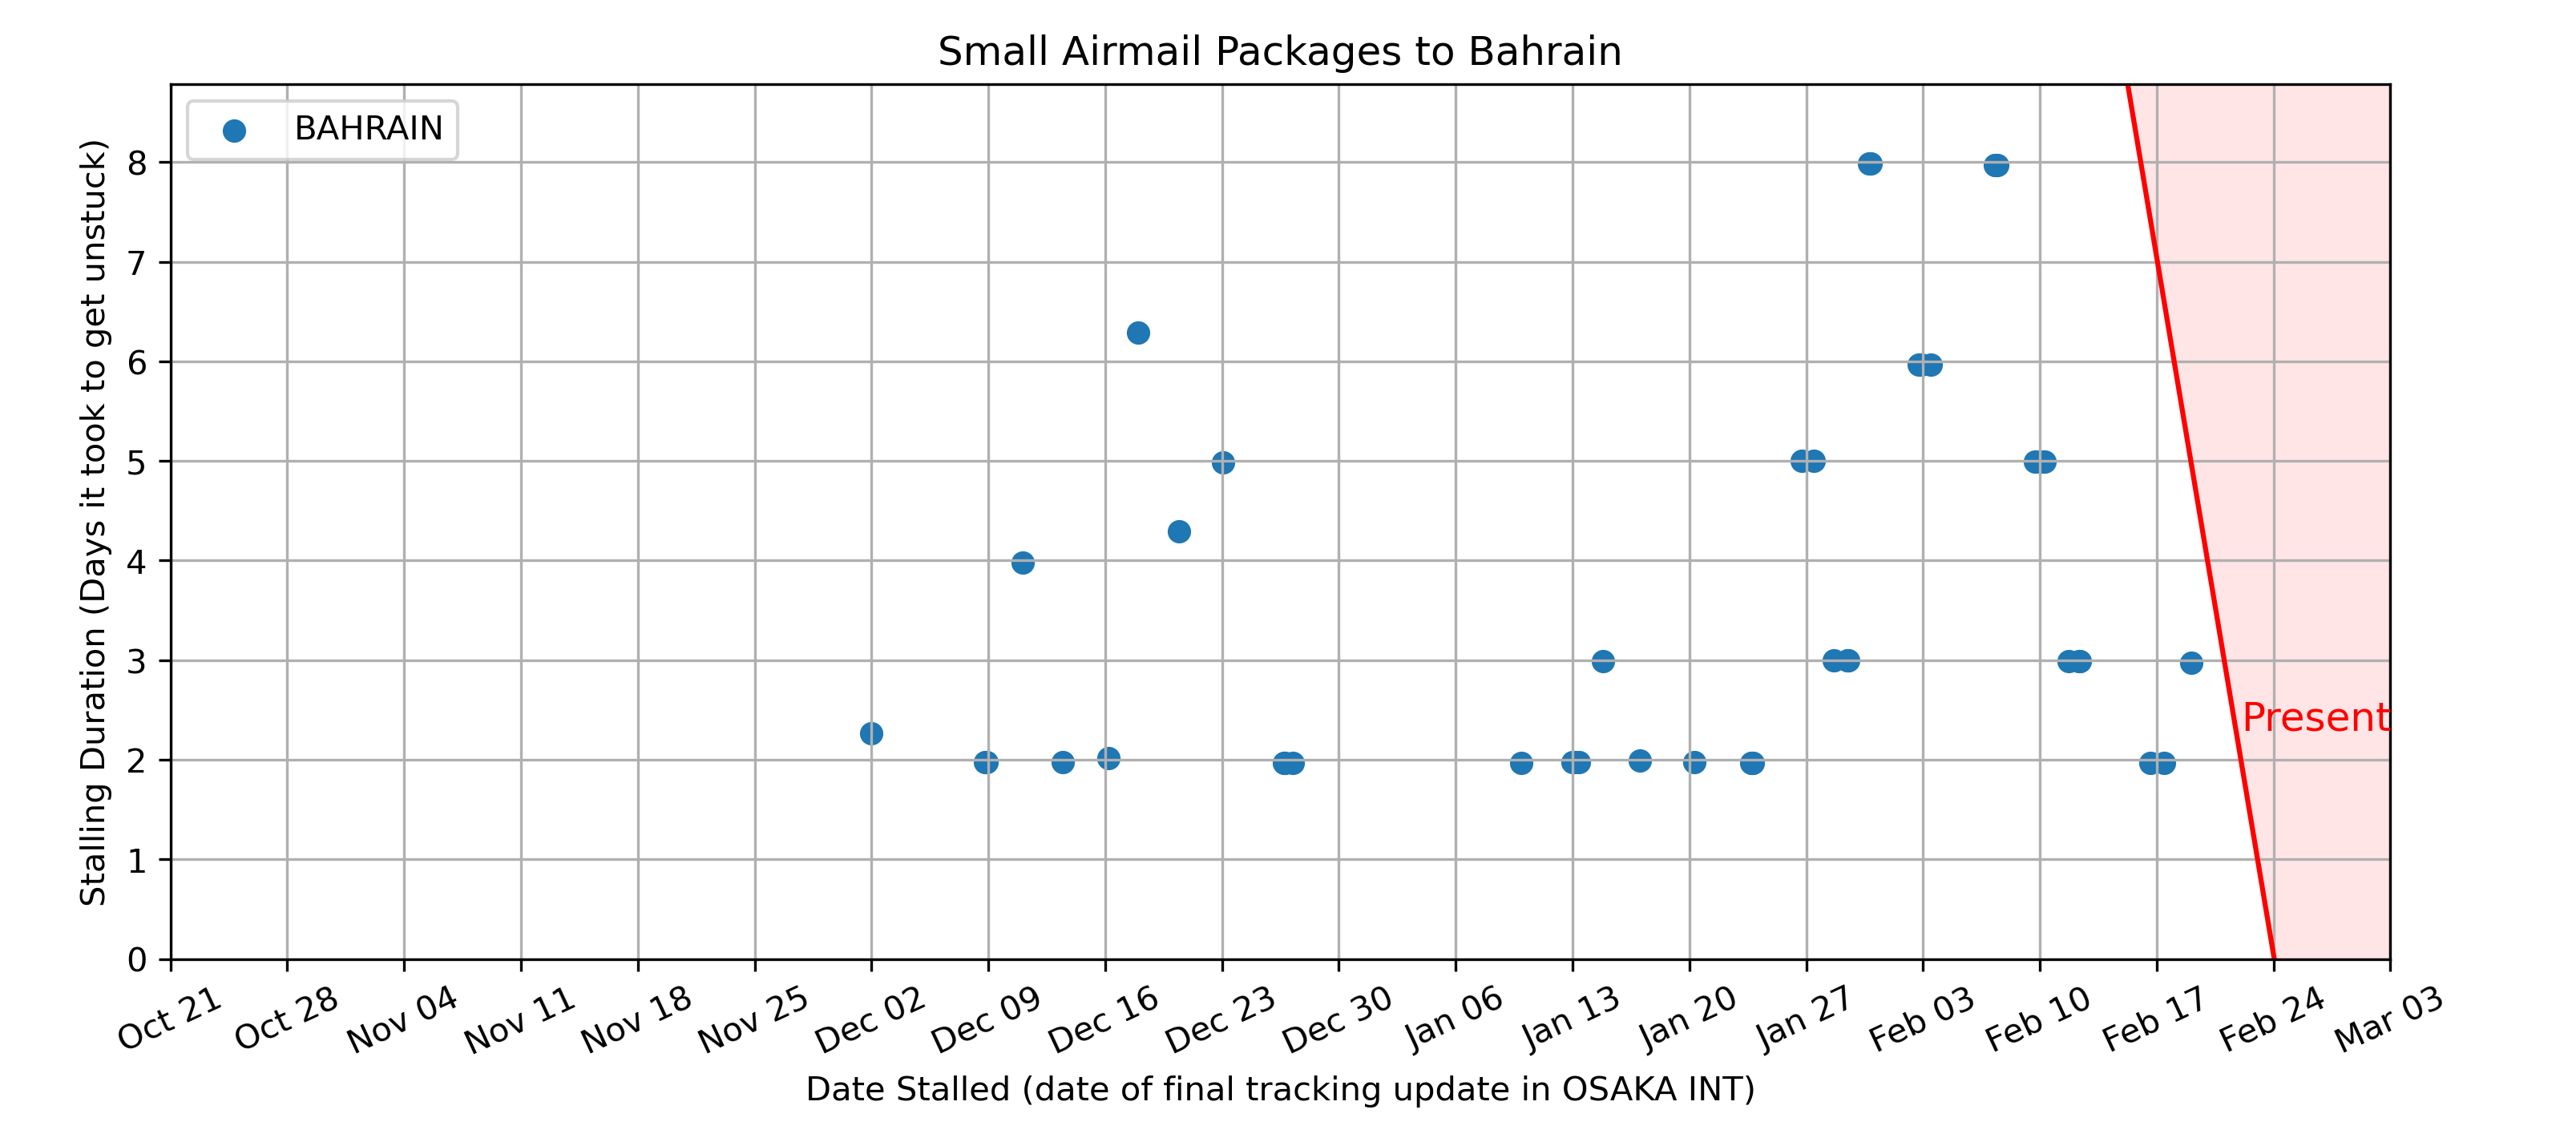 Small Airmail Packages to Bahrain
BAHRAIN
Stalling Duration (Days it took to get unstuck)
8
7
6
5
4
3
2
1
0
Present
Oct 21
Oct 28
Nov 04
Nov 11
Nov 18
Nov 25
Dec 02
Dec 09
Dec 16
Dec 23
Dec 30
Jan 06
Jan 13
Jan 20
Jan 27
Feb 03
Feb 10
Feb 17
Feb 24
Mar 03
Date Stalled (date of final tracking update in OSAKA INT)